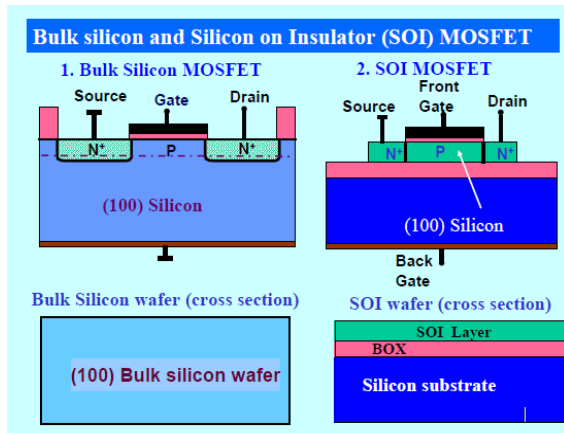 Bulk silicon and Silicon on Insulator (SOI) MOSFET
1. Bulk Silicon MOSFET
Source
Gate
Drain
N+
P
N+
(100) Silicon
2. SOI MOSFET
Front
Gate
Source
Drain
N+
P
N+
(100) Silicon
Back
Gate
Bulk Silicon wafer (cross section)
(100) Bulk silicon wafer
SOI wafer (cross section)
SOI Layer
BOX
Silicon substrate